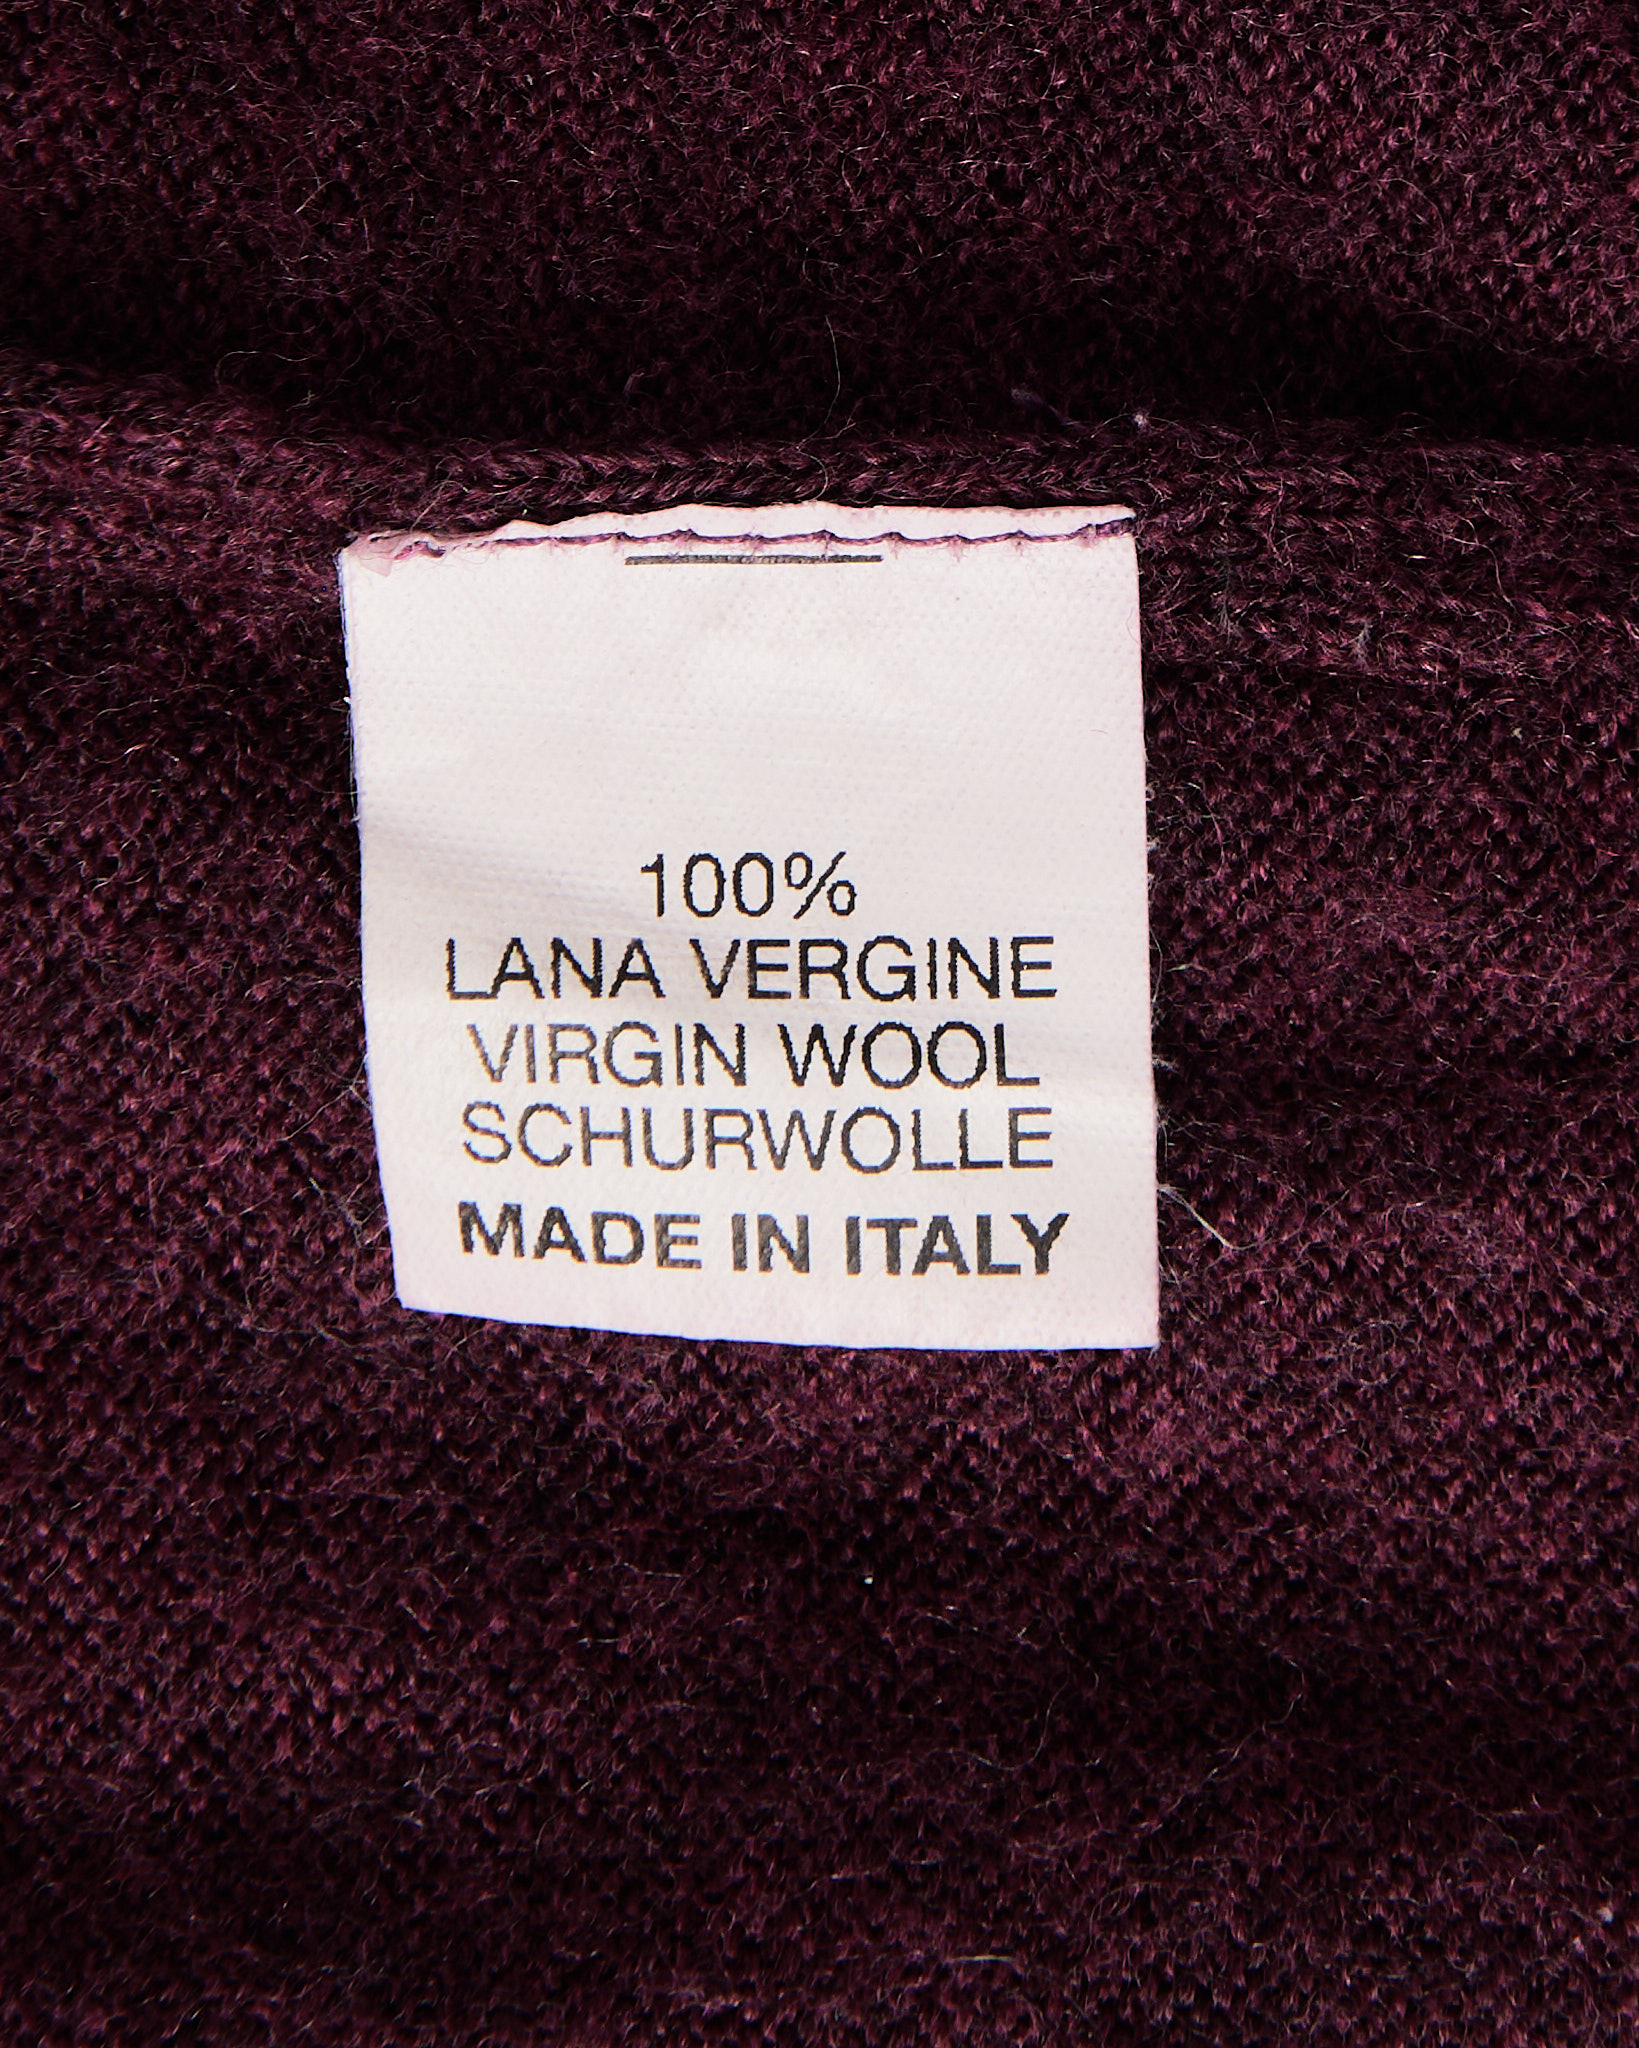 100%
LANA VERGINE
VIRGIN WOOL
SCHURWOLLE
MADE IN ITALY